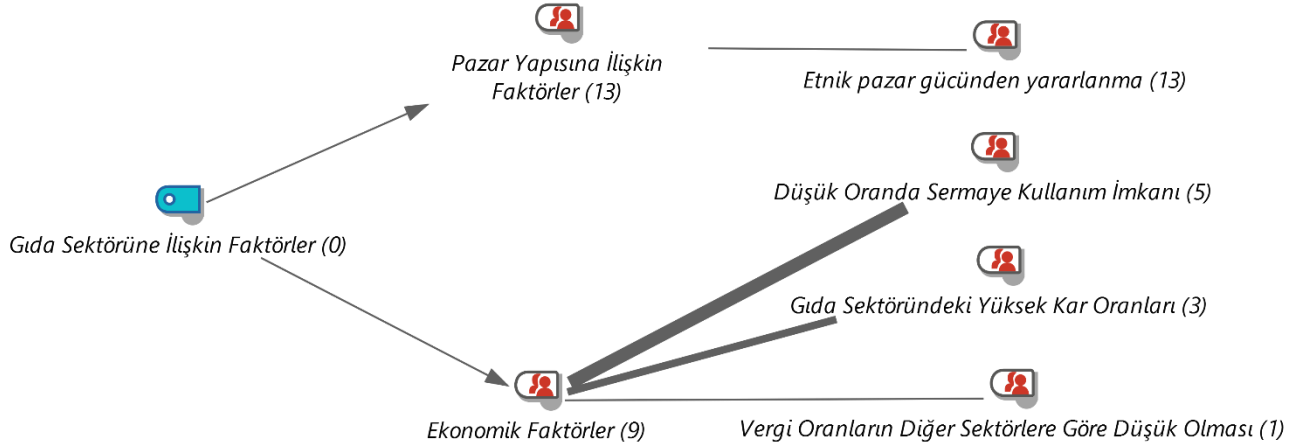 Pazar Yapısına İlişkin
Faktörler (13)
Etnik pazar gücünden yararlanma (13)
Düşük Oranda Sermaye Kullanım İmkanı (5)
Gıda Sektörüne İlişkin Faktörler (0)
Gıda Sektöründeki Yüksek Kar Oranları (3)
Ekonomik Faktörler (9)
Vergi Oranların Diğer Sektörlere Göre Düşük Olması (1)